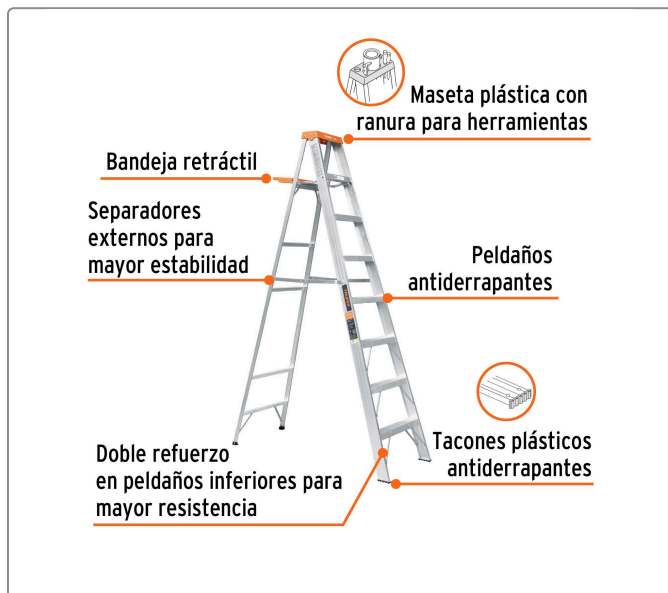 Maseta plástica con
ranura para herramientas
Bandeja retráctil
Separadores
externos para
mayor estabilidad
Peldaños
antiderrapantes
Tacones plásticos
antiderrapantes
Doble refuerzo
en peldaños inferiores para
mayor resistencia